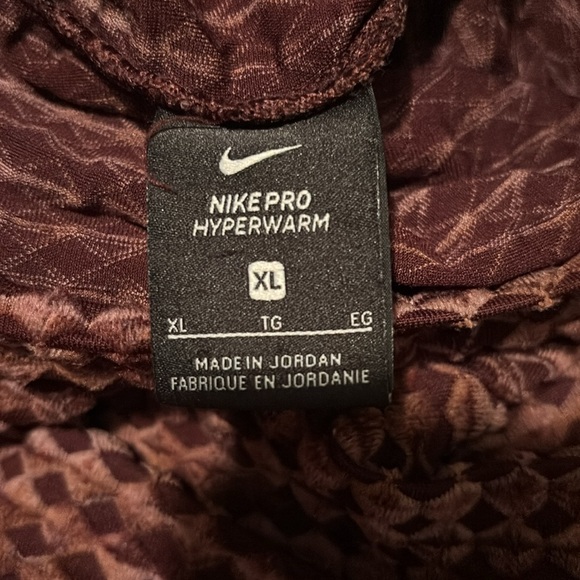 NIKE PRO
HYPERWARM
XL
XL TG EG
MADE IN JORDAN
FABRIQUE EN JORDANIE